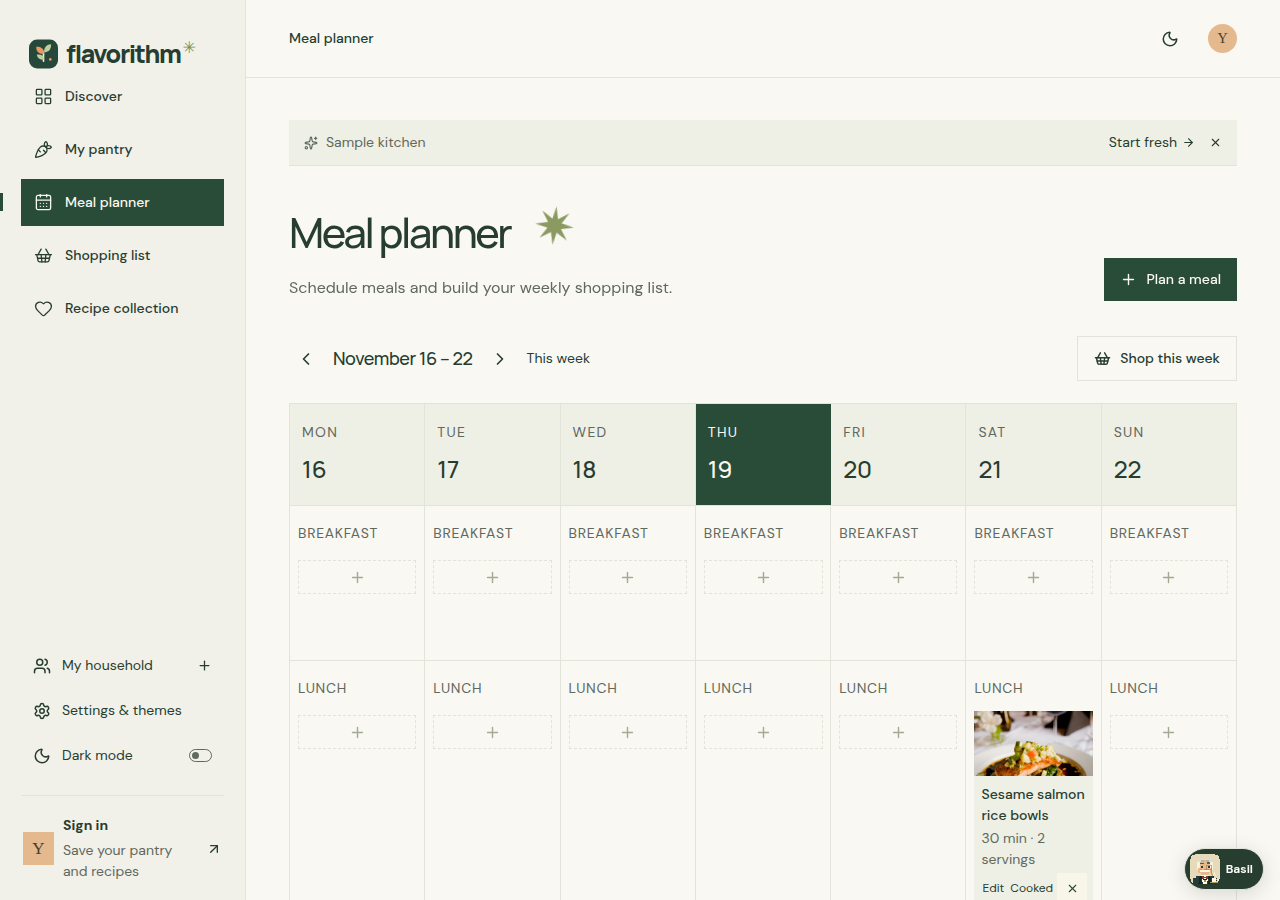 flavorithm
Meal planner
Y
Discover
My pantry
Meal planner
Shopping list
Recipe collection
Sample kitchen
Start fresh
Meal planner
Schedule meals and build your weekly shopping list.
Plan a meal
November 16 – 22
This week
Shop this week
MON TUE WED THU FRI SAT SUN
16 17 18 19 20 21 22
BREAKFAST BREAKFAST BREAKFAST BREAKFAST BREAKFAST BREAKFAST BREAKFAST
LUNCH LUNCH LUNCH LUNCH LUNCH LUNCH LUNCH
Sesame salmon
rice bowls
30 min · 2
servings
Edit Cooked
My household
Settings & themes
Dark mode
Y
Sign in
Save your pantry
and recipes
Basil